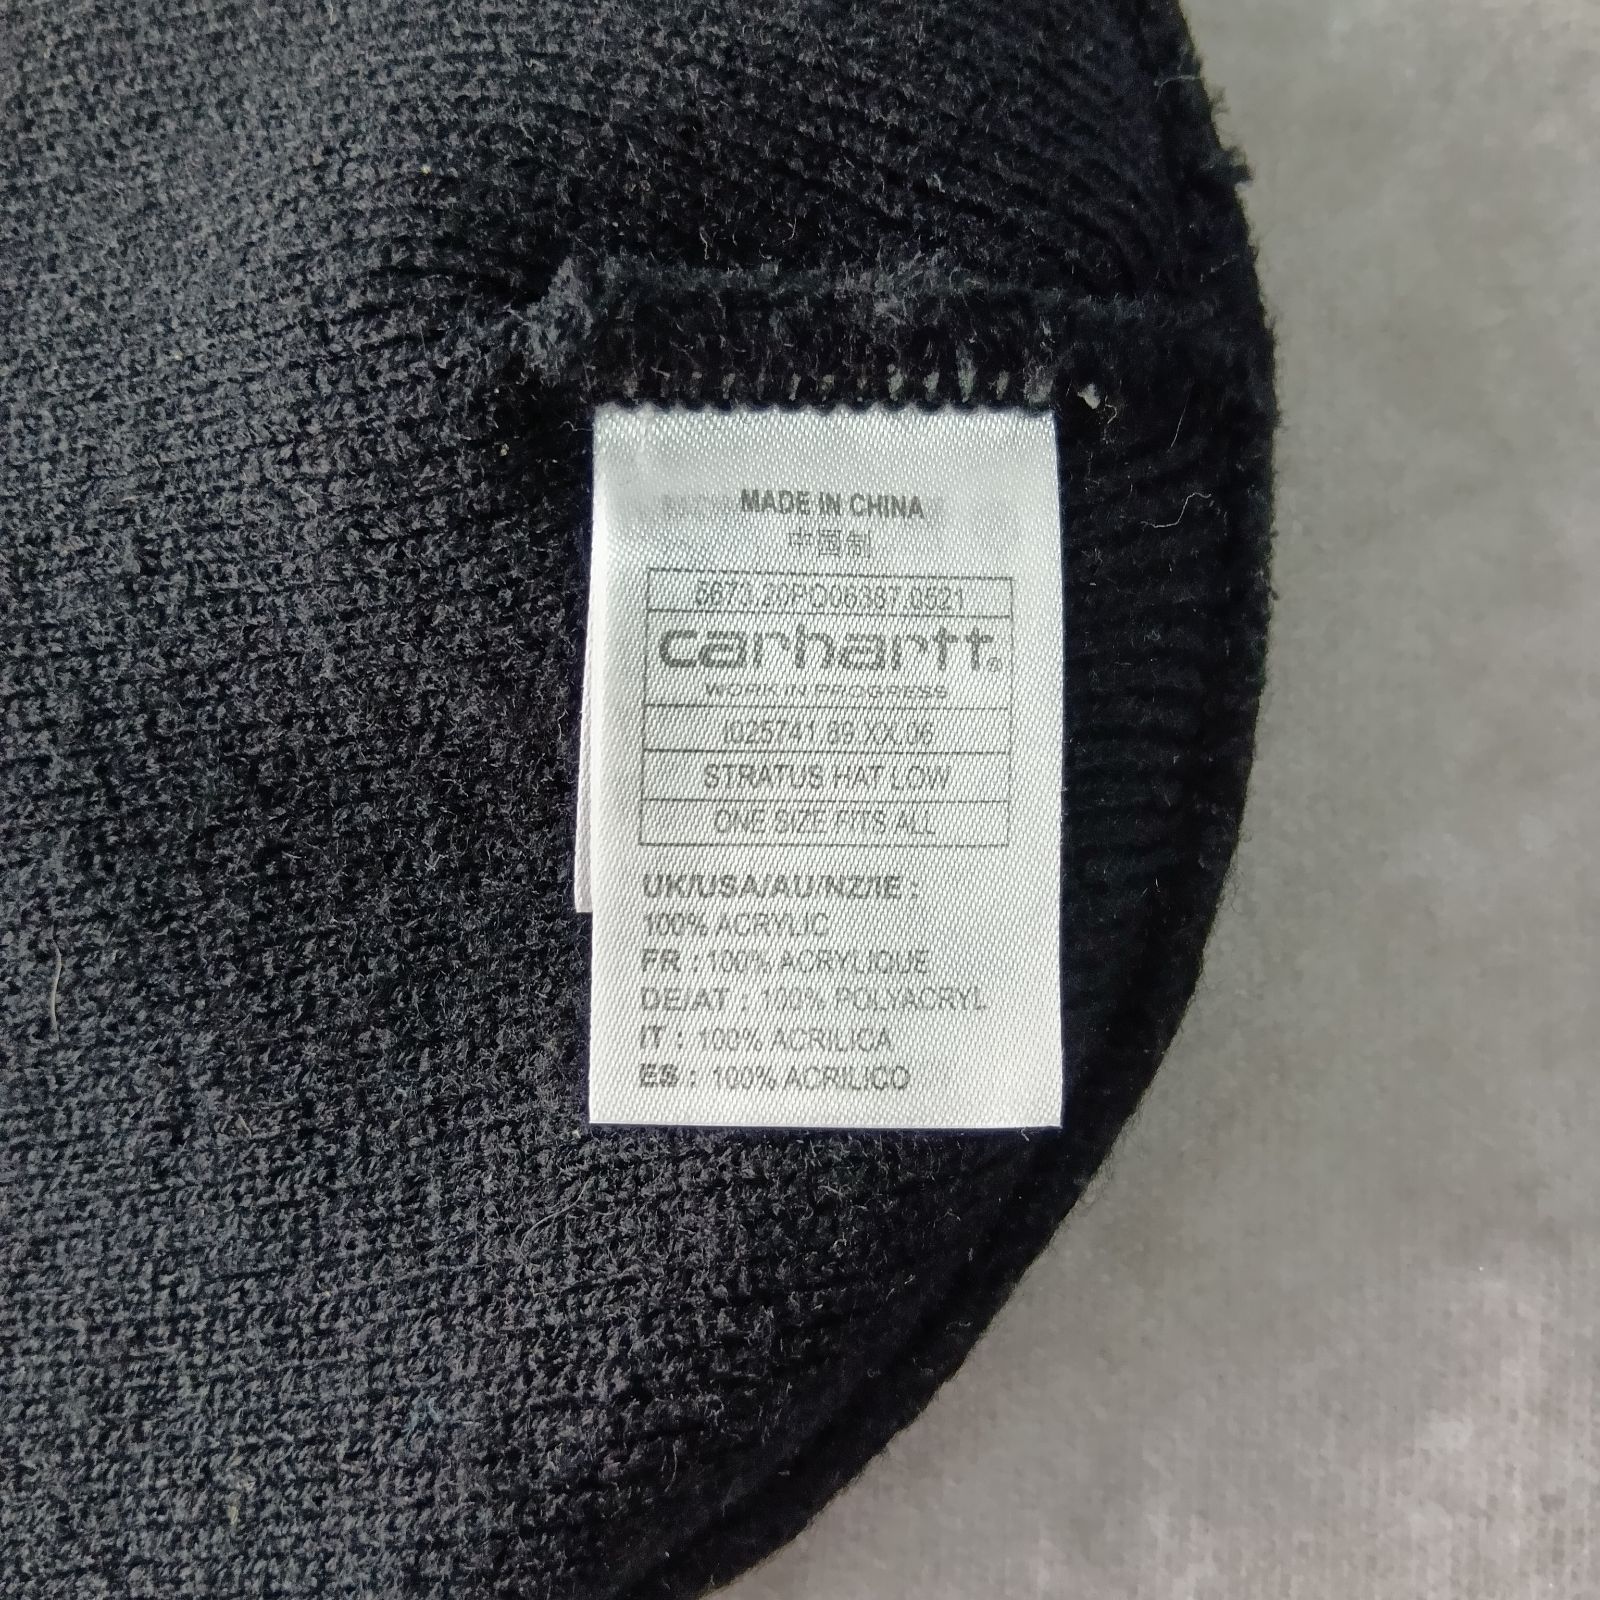 MADE IN CHINA
中国制
6673.20PO06387.0521
carhartt®
WORK IN PROGRESS
I025741.89.XX.06
STRATUS HAT LOW
ONE SIZE FITS ALL
UK/USA/AU/NZ/IE :
100% ACRYLIC
FR : 100% ACRYLIQUE
DE/AT : 100% POLYACRYL
IT : 100% ACRILICA
ES : 100% ACRILICO